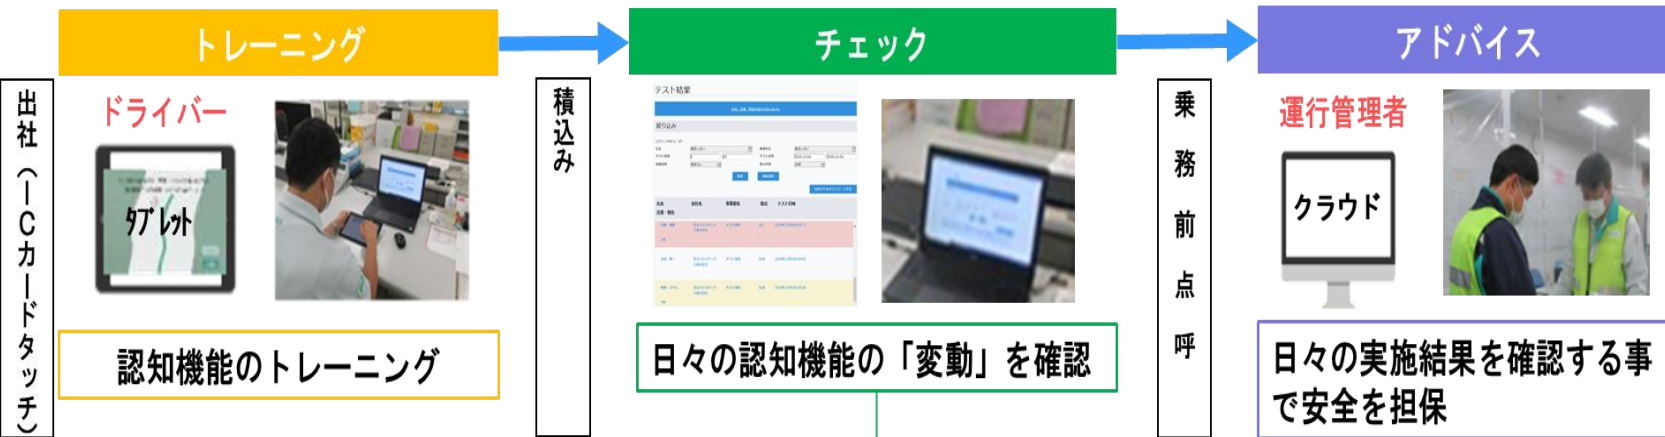 トレーニング
チェック
アドバイス
出社(ICカードタッチ)
ドライバー
タブレット
認知機能のトレーニング
積込み
テスト結果
絞り込み
日々の認知機能の「変動」を確認
乗務前点呼
運行管理者
クラウド
日々の実施結果を確認する事
で安全を担保